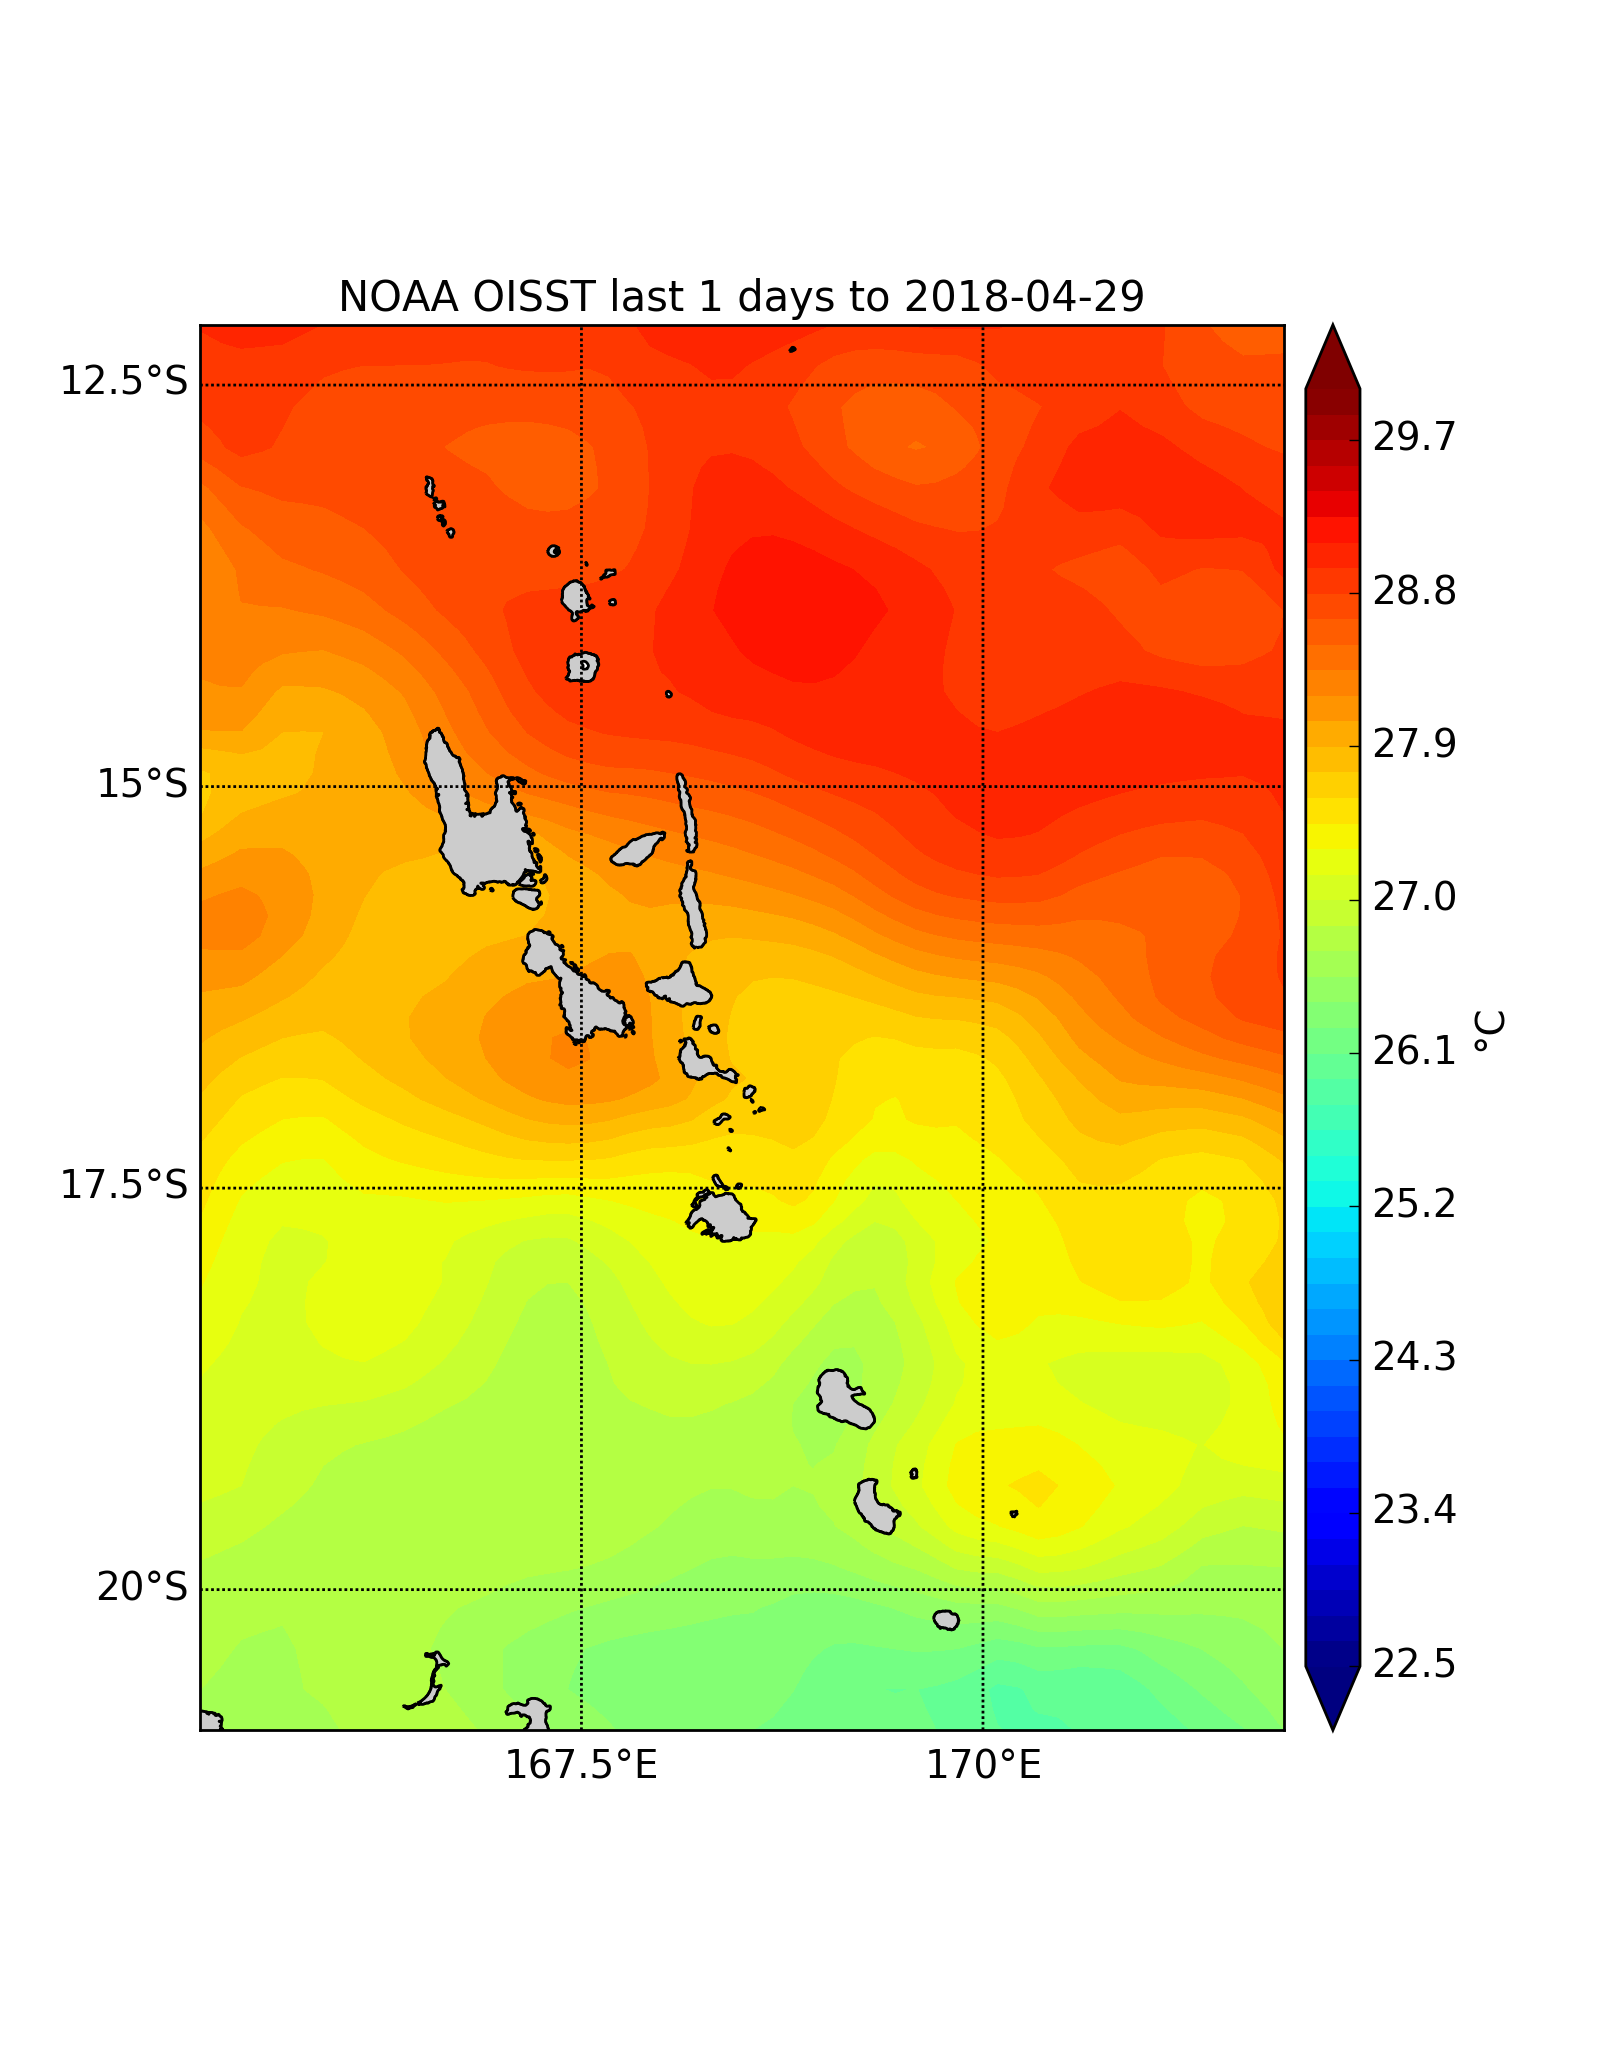 NOAA OISST last 1 days to 2018-04-29
12.5°S
15°S
17.5°S
20°S
167.5°E
170°E
29.7
28.8
27.9
27.0
26.1
25.2
24.3
23.4
22.5
°C